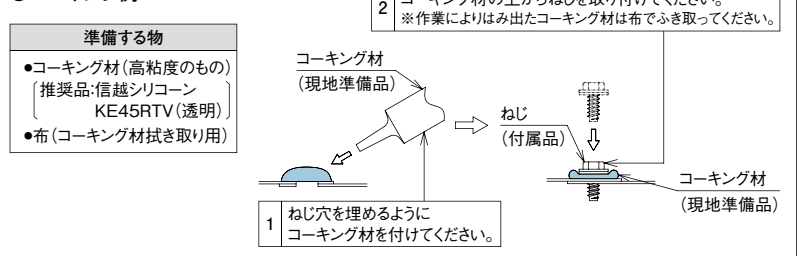 準備する物
●コーキング材(高粘度のもの)
推奨品:信越シリコーン
KE45RTV(透明)
●布(コーキング材拭き取り用)
コーキング材
(現地準備品)
1 ねじ穴を埋めるように
コーキング材を付けてください。
2 コーキング材の上からねじを取り付けてください。
※作業によりはみ出たコーキング材は布でふき取ってください。
ねじ
(付属品)
コーキング材
(現地準備品)